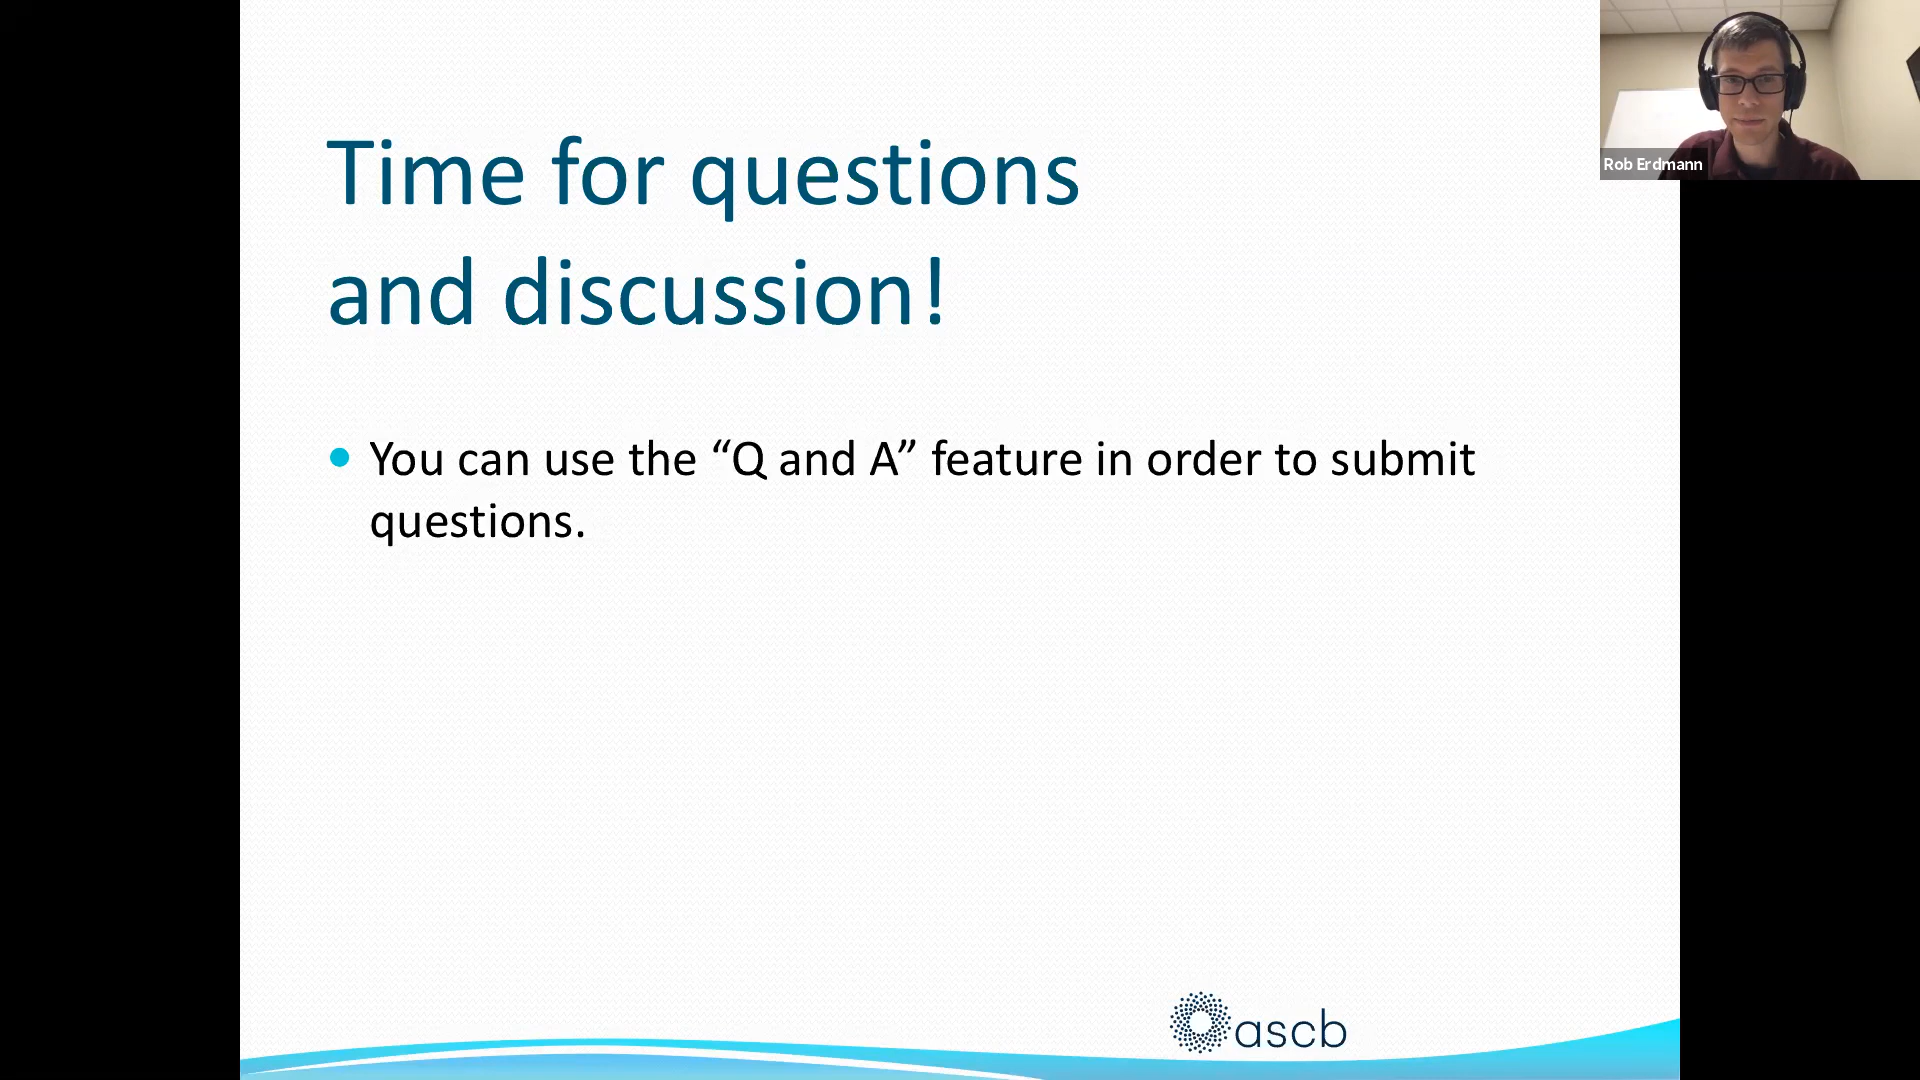 Time for questions
and discussion!
You can use the “Q and A” feature in order to submit
questions.
Rob Erdmann
ascb